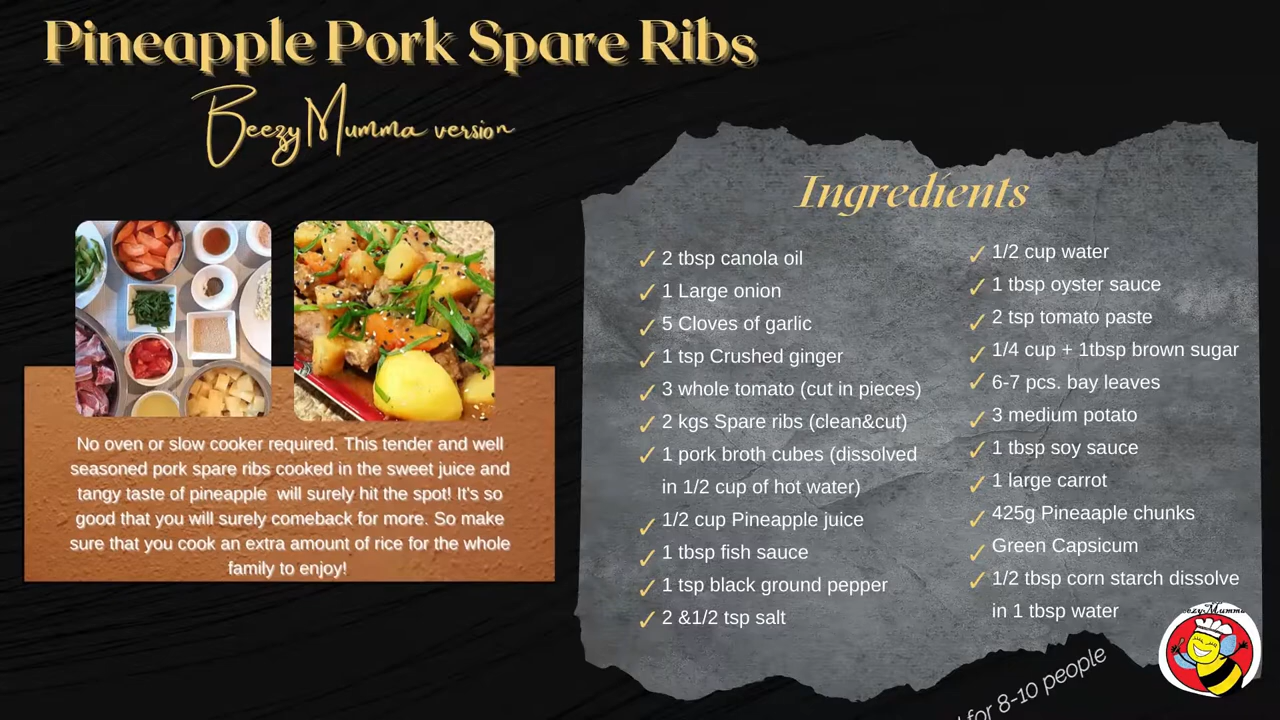 Pineapple Pork Spare Ribs
BeezyMumma version
No oven or slow cooker required. This tender and well
seasoned pork spare ribs cooked in the sweet juice and
tangy taste of pineapple will surely hit the spot! It's so
good that you will surely comeback for more. So make
sure that you cook an extra amount of rice for the whole
family to enjoy!
Ingredients
✓ 2 tbsp canola oil
✓ 1 Large onion
✓ 5 Cloves of garlic
✓ 1 tsp Crushed ginger
✓ 3 whole tomato (cut in pieces)
✓ 2 kgs Spare ribs (clean&cut)
✓ 1 pork broth cubes (dissolved
in 1/2 cup of hot water)
✓ 1/2 cup Pineapple juice
✓ 1 tbsp fish sauce
✓ 1 tsp black ground pepper
✓ 2 &1/2 tsp salt
✓ 1/2 cup water
✓ 1 tbsp oyster sauce
✓ 2 tsp tomato paste
✓ 1/4 cup + 1tbsp brown sugar
✓ 6-7 pcs. bay leaves
✓ 3 medium potato
✓ 1 tbsp soy sauce
✓ 1 large carrot
✓ 425g Pineaaple chunks
✓ Green Capsicum
✓ 1/2 tbsp corn starch dissolve
in 1 tbsp water
for 8-10 people